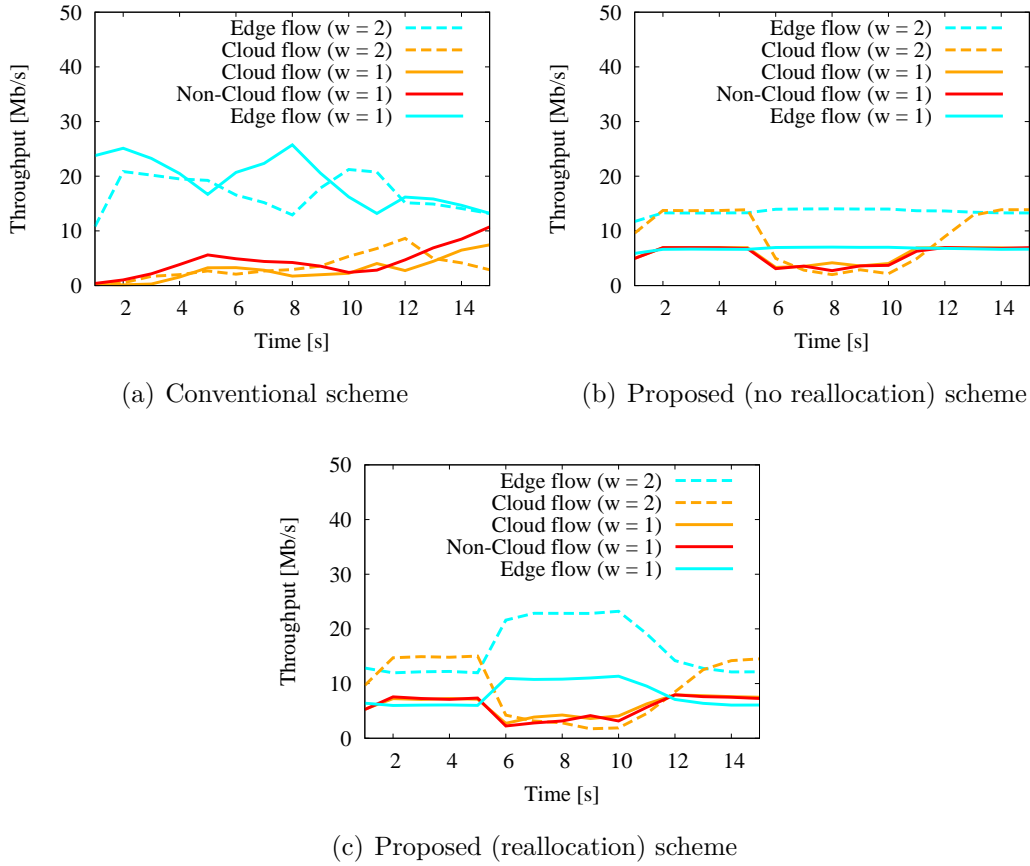 50
40
30
20
10
0
Throughput [Mb/s]
Edge flow (w = 2)
Cloud flow (w = 2)
Cloud flow (w = 1)
Non-Cloud flow (w = 1)
Edge flow (w = 1)
2 4 6 8 10 12 14
Time [s]
(a) Conventional scheme
50
40
30
20
10
0
Throughput [Mb/s]
Edge flow (w = 2)
Cloud flow (w = 2)
Cloud flow (w = 1)
Non-Cloud flow (w = 1)
Edge flow (w = 1)
2 4 6 8 10 12 14
Time [s]
(b) Proposed (no reallocation) scheme
50
40
30
20
10
0
Throughput [Mb/s]
Edge flow (w = 2)
Cloud flow (w = 2)
Cloud flow (w = 1)
Non-Cloud flow (w = 1)
Edge flow (w = 1)
2 4 6 8 10 12 14
Time [s]
(c) Proposed (reallocation) scheme